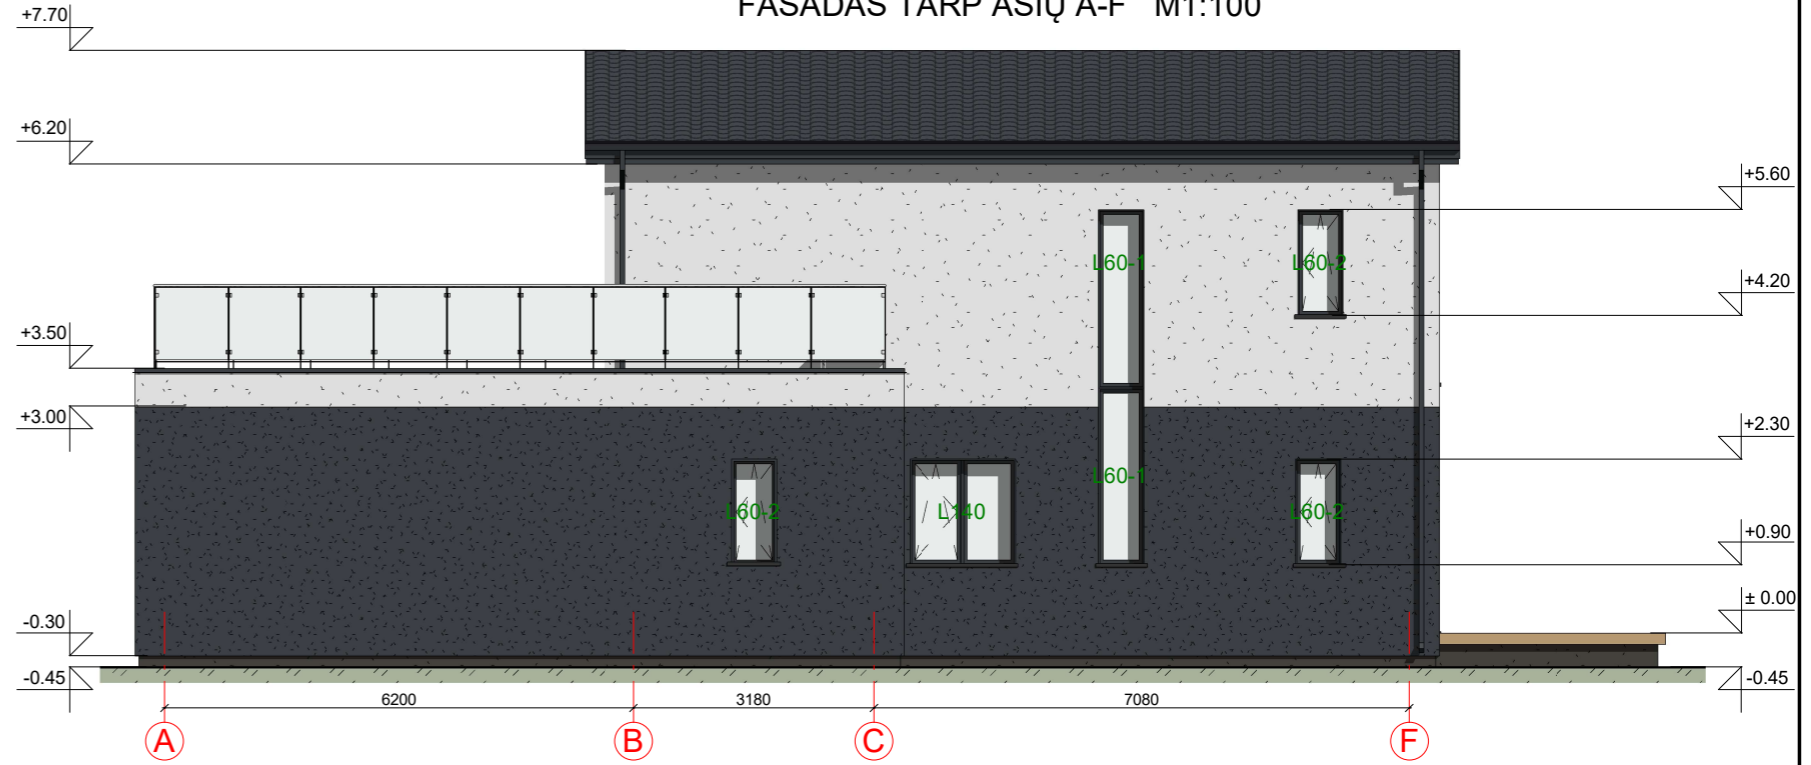 FASADAS TARP AŠIŲ A-F M1:100
+7.70
+6.20
+5.60
L60-1
L60-2
+4.20
+3.50
+3.00
+2.30
L60-1
L60-2
L140
L60-2
+0.90
± 0.00
-0.30
-0.45
-0.45
6200
3180
7080
A
B
C
F